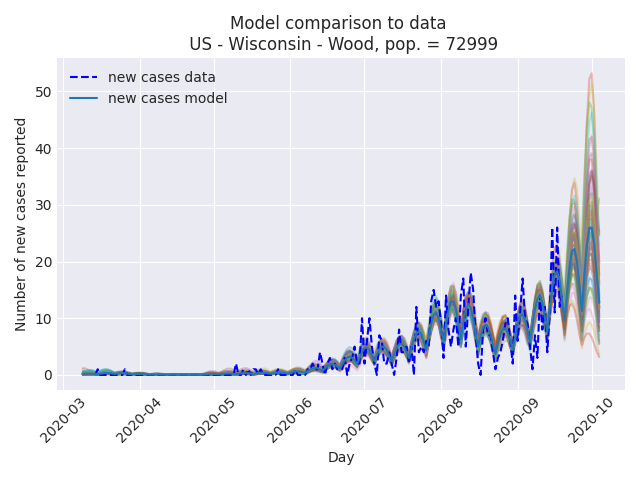 Model comparison to data
US - Wisconsin - Wood, pop. = 72999
new cases data
new cases model
Number of new cases reported
50
40
30
20
10
0
2020-03
2020-04
2020-05
2020-06
2020-07
2020-08
2020-09
2020-10
Day